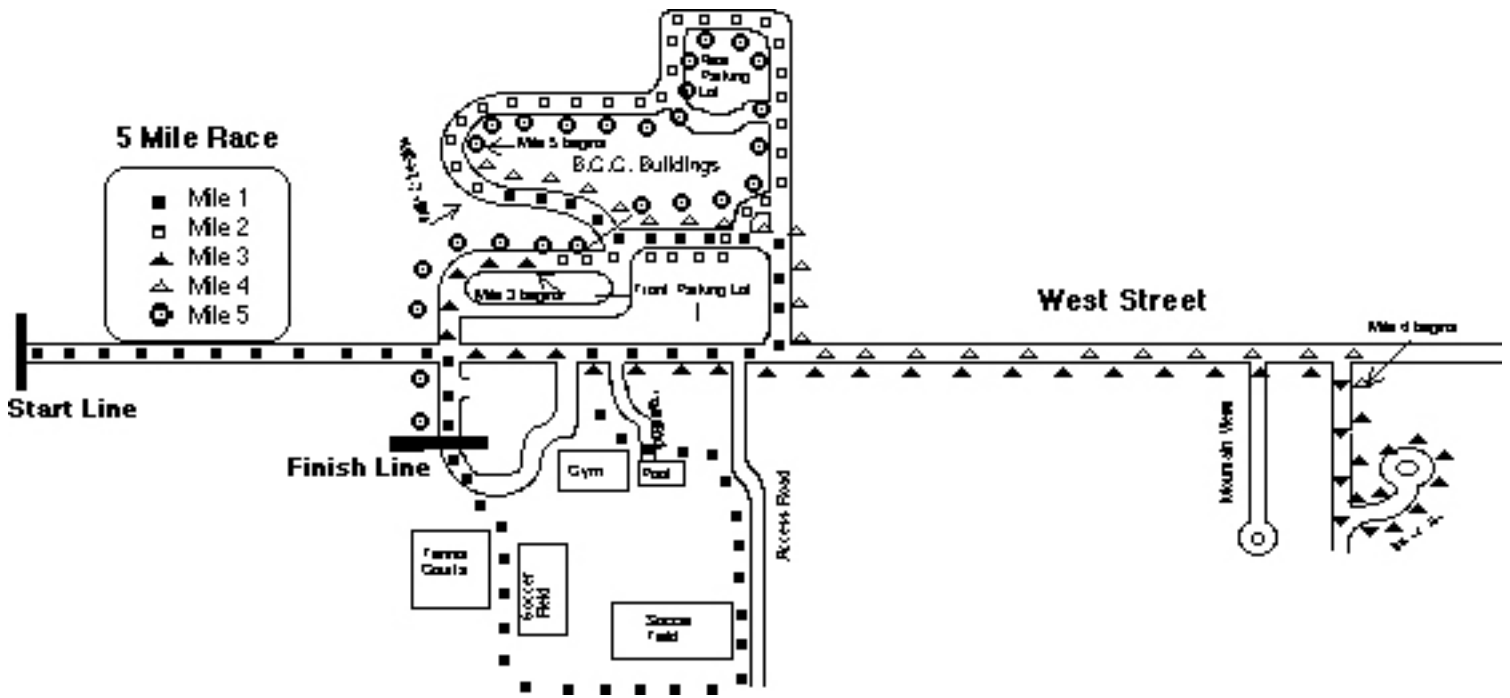 5 Mile Race
Mile 1
Mile 2
Mile 3
Mile 4
Mile 5
Parking
Lot
Mile 5 begins
B.C.C. Buildings
Mile 3 begins
Front Parking Lot
West Street
Mile 4 begins
Start Line
Finish Line
Gym
Pool
Mountain View
Access Road
Tennis
Courts
Soccer
Field
Soccer
Field